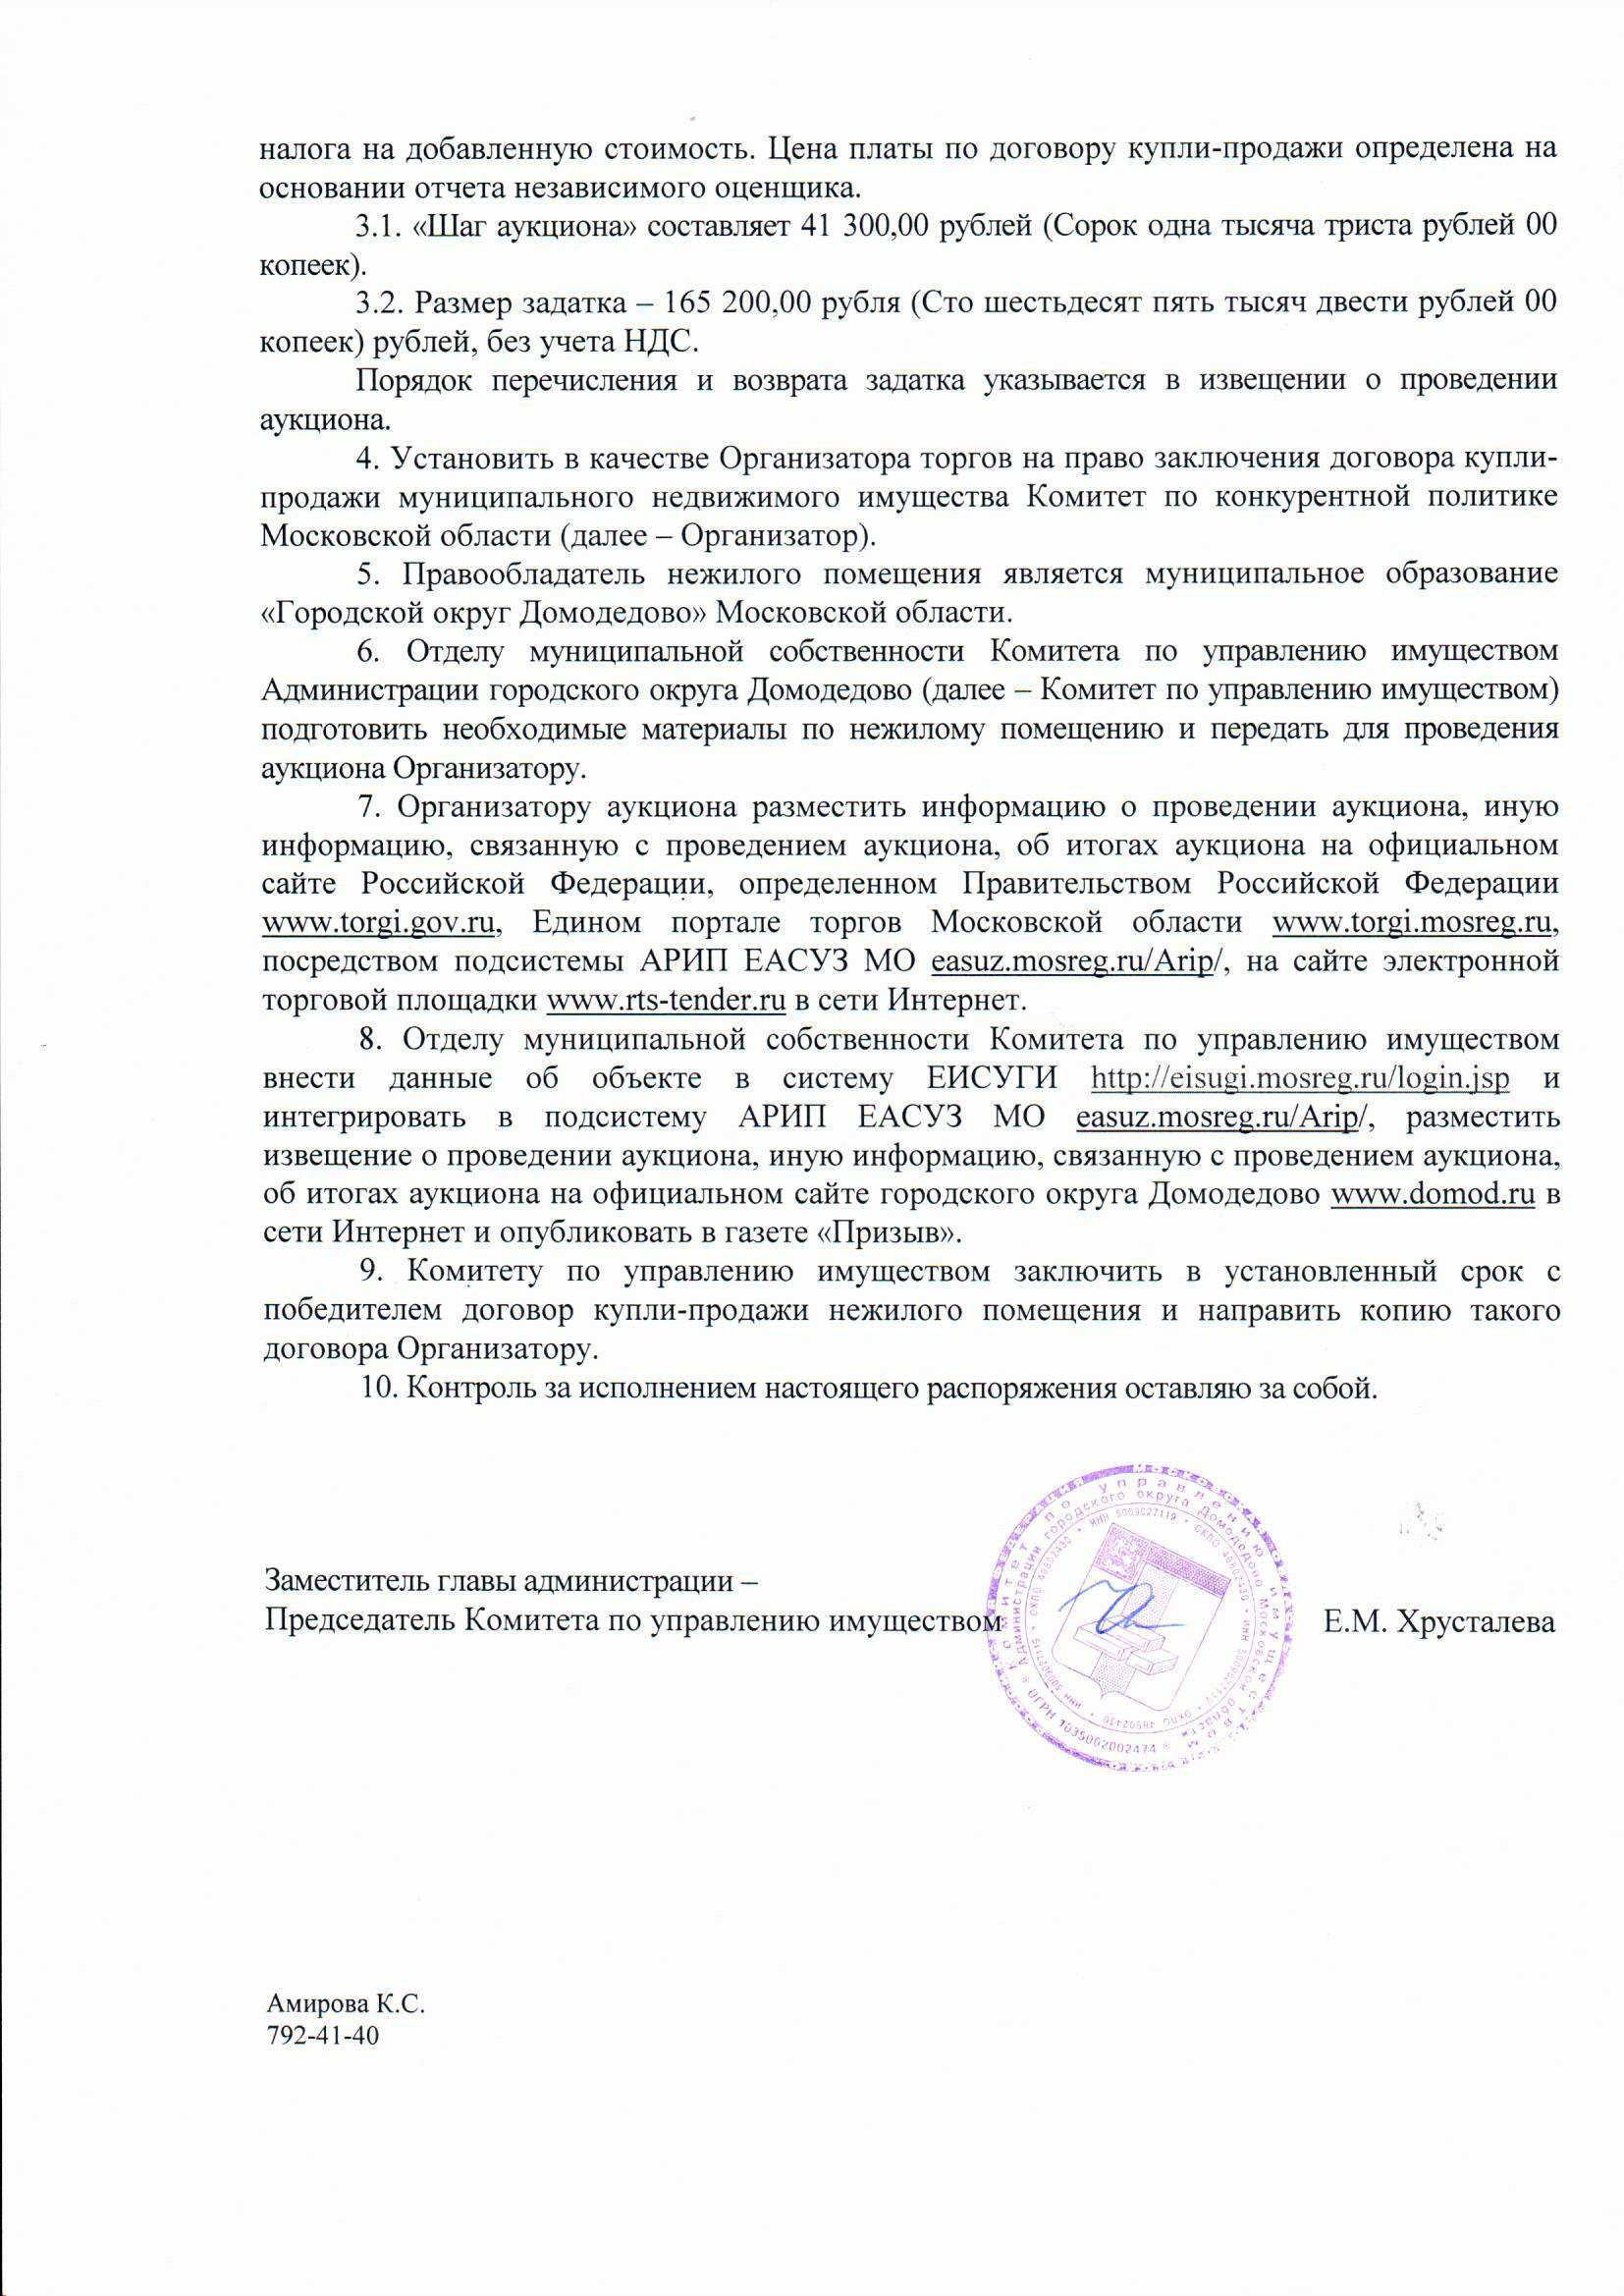 налога на добавленную стоимость. Цена платы по договору купли-продажи определена на
основании отчета независимого оценщика.
3.1. «Шаг аукциона» составляет 41 300,00 рублей (Сорок одна тысяча триста рублей 00
копеек).
3.2. Размер задатка – 165 200,00 рубля (Сто шестьдесят пять тысяч двести рублей 00
копеек) рублей, без учета НДС.
Порядок перечисления и возврата задатка указывается в извещении о проведении
аукциона.
4. Установить в качестве Организатора торгов на право заключения договора купли-
продажи муниципального недвижимого имущества Комитет по конкурентной политике
Московской области (далее – Организатор).
5. Правообладатель нежилого помещения является муниципальное образование
«Городской округ Домодедово» Московской области.
6. Отделу муниципальной собственности Комитета по управлению имуществом
Администрации городского округа Домодедово (далее – Комитет по управлению имуществом)
подготовить необходимые материалы по нежилому помещению и передать для проведения
аукциона Организатору.
7. Организатору аукциона разместить информацию о проведении аукциона, иную
информацию, связанную с проведением аукциона, об итогах аукциона на официальном
сайте Российской Федерации, определенном Правительством Российской Федерации
www.torgi.gov.ru, Едином портале торгов Московской области www.torgi.mosreg.ru,
посредством подсистемы АРИП ЕАСУЗ МО easuz.mosreg.ru/Arip/, на сайте электронной
торговой площадки www.rts-tender.ru в сети Интернет.
8. Отделу муниципальной собственности Комитета по управлению имуществом
внести данные об объекте в систему ЕИСУГИ http://eisugi.mosreg.ru/login.jsp и
интегрировать в подсистему АРИП ЕАСУЗ МО easuz.mosreg.ru/Arip/, разместить
извещение о проведении аукциона, иную информацию, связанную с проведением аукциона,
об итогах аукциона на официальном сайте городского округа Домодедово www.domod.ru в
сети Интернет и опубликовать в газете «Призыв».
9. Комитету по управлению имуществом заключить в установленный срок с
победителем договор купли-продажи нежилого помещения и направить копию такого
договора Организатору.
10. Контроль за исполнением настоящего распоряжения оставляю за собой.
Заместитель главы администрации –
Председатель Комитета по управлению имуществом
Е.М. Хрусталева
Комитет по управлению имуществом
Администрации городского округа Домодедово Московской области
ОГРН 1035002002474
ИНН 5009027119
Амирова К.С.
792-41-40